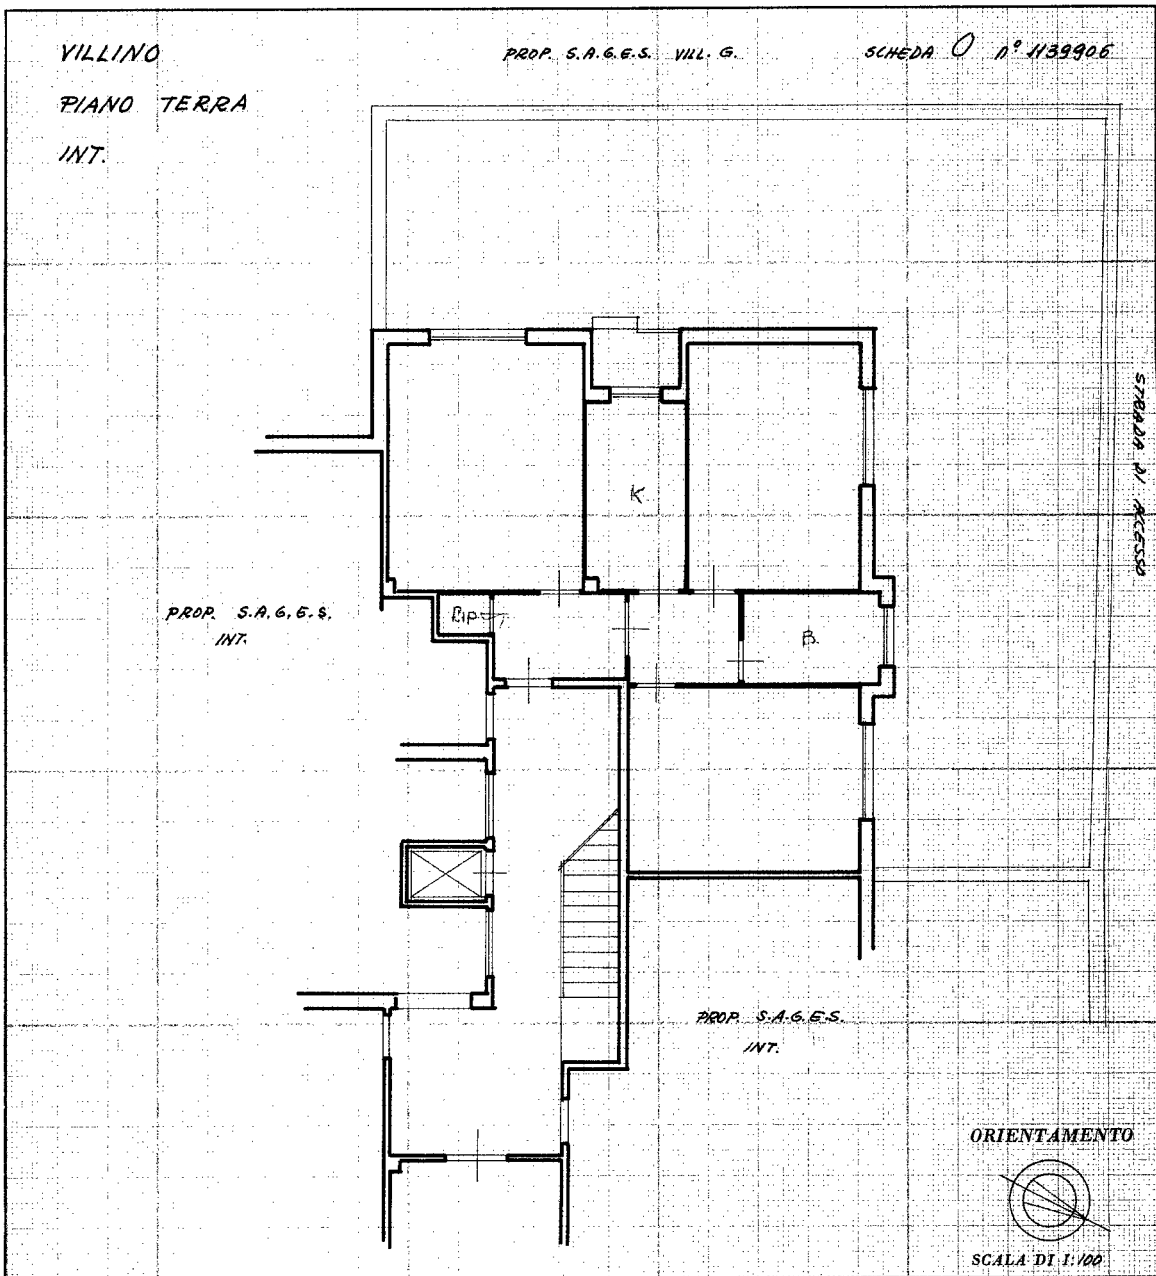 VILLINO
PROP. S.A.G.E.S. VILL. G.
SCHEDA O n° 1139906
PIANO TERRA
INT.
STRADA DI ACCESSO
K
PROP. S.A.G.E.S.
INT.
Rip
B.
PROP. S.A.G.E.S.
INT.
ORIENTAMENTO
SCALA DI 1:100